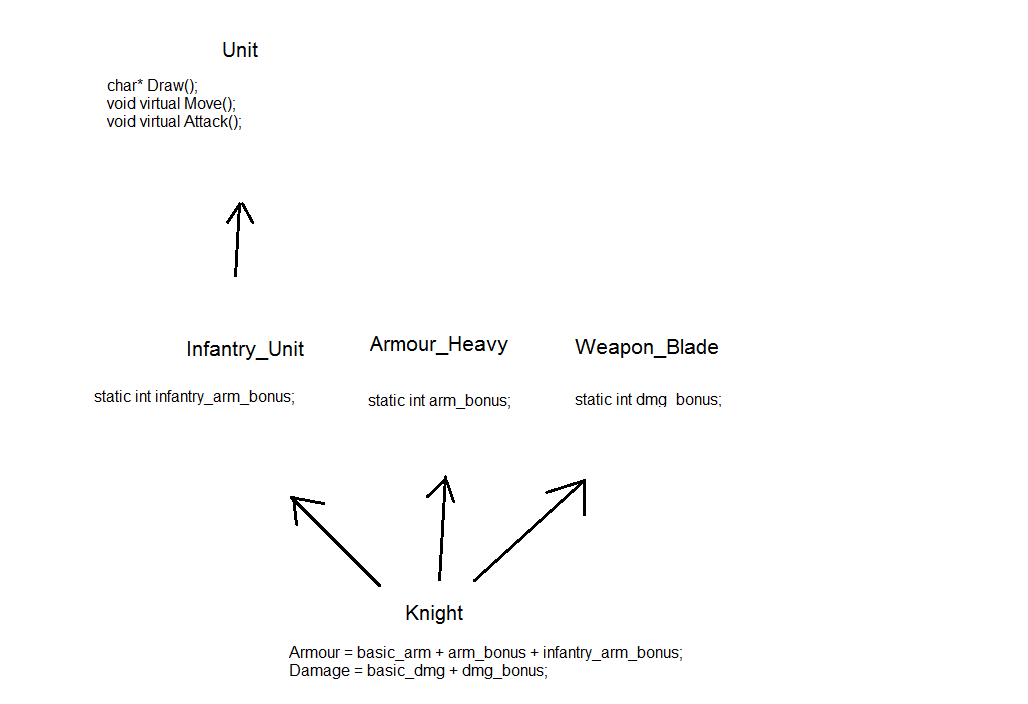 Unit
char* Draw();
void virtual Move();
void virtual Attack();
Infantry_Unit
Armour_Heavy
Weapon_Blade
static int infantry_arm_bonus;
static int arm_bonus;
static int dmg_bonus;
Knight
Armour = basic_arm + arm_bonus + infantry_arm_bonus;
Damage = basic_dmg + dmg_bonus;